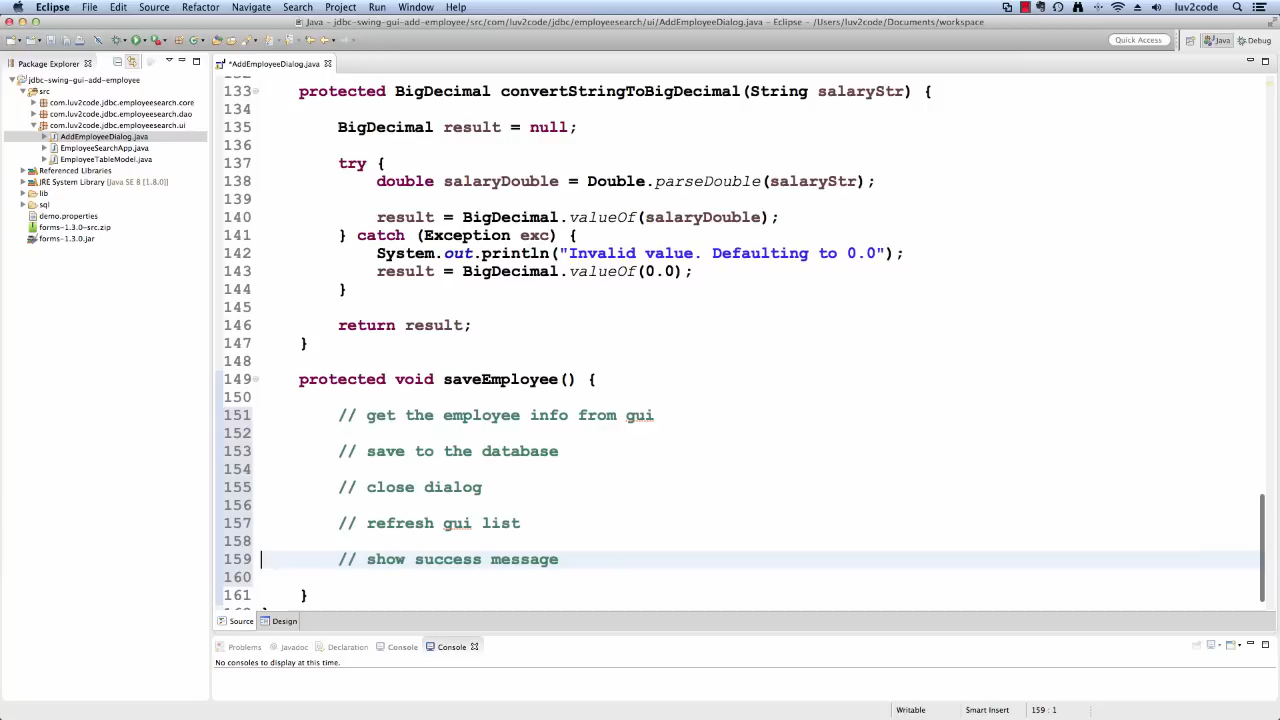 Eclipse File Edit Source Refactor Navigate Search Project Run Window Help luv2code
Java - jdbc-swing-gui-add-employee/src/com/luv2code/jdbc/employeesearch/ui/AddEmployeeDialog.java - Eclipse - /Users/luv2code/Documents/workspace
Quick Access Java Debug
Package Explorer
jdbc-swing-gui-add-employee
src
com.luv2code.jdbc.employeesearch.core
com.luv2code.jdbc.employeesearch.dao
com.luv2code.jdbc.employeesearch.ui
AddEmployeeDialog.java
EmployeeSearchApp.java
EmployeeTableModel.java
Referenced Libraries
JRE System Library [Java SE 8 [1.8.0]]
lib
sql
demo.properties
forms-1.3.0-src.zip
forms-1.3.0.jar
*AddEmployeeDialog.java
133 protected BigDecimal convertStringToBigDecimal(String salaryStr) {
134
135 BigDecimal result = null;
136
137 try {
138 double salaryDouble = Double.parseDouble(salaryStr);
139
140 result = BigDecimal.valueOf(salaryDouble);
141 } catch (Exception exc) {
142 System.out.println("Invalid value. Defaulting to 0.0");
143 result = BigDecimal.valueOf(0.0);
144 }
145
146 return result;
147 }
148
149 protected void saveEmployee() {
150
151 // get the employee info from gui
152
153 // save to the database
154
155 // close dialog
156
157 // refresh gui list
158
159 // show success message
160
161 }
Source Design
Problems Javadoc Declaration Console Console
No consoles to display at this time.
Writable Smart Insert 159 : 1